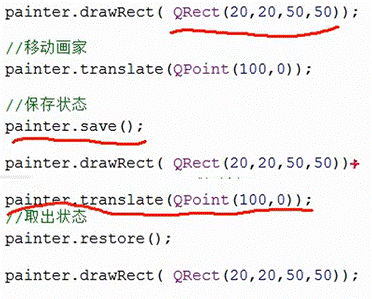 painter.drawRect( QRect(20,20,50,50));
//移动画家
painter.translate(QPoint(100,0));
//保存状态
painter.save();
painter.drawRect( QRect(20,20,50,50));
painter.translate(QPoint(100,0));
//取出状态
painter.restore();
painter.drawRect( QRect(20,20,50,50));